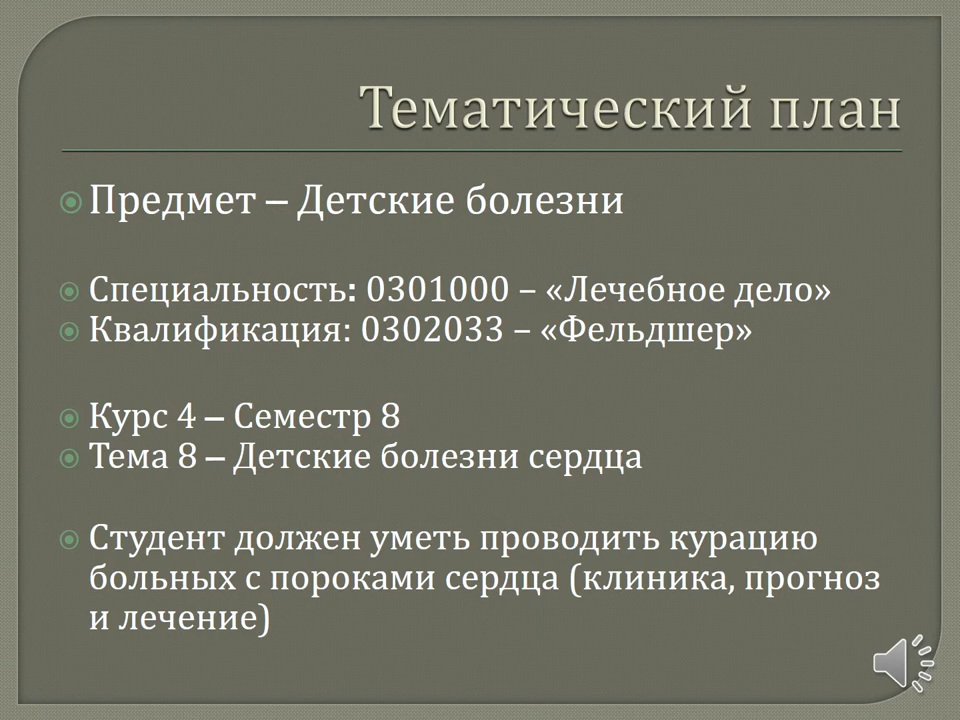 Тематический план
Предмет – Детские болезни
Специальность: 0301000 – «Лечебное дело»
Квалификация: 0302033 – «Фельдшер»
Курс 4 – Семестр 8
Тема 8 – Детские болезни сердца
Студент должен уметь проводить курацию
больных с пороками сердца (клиника, прогноз
и лечение)